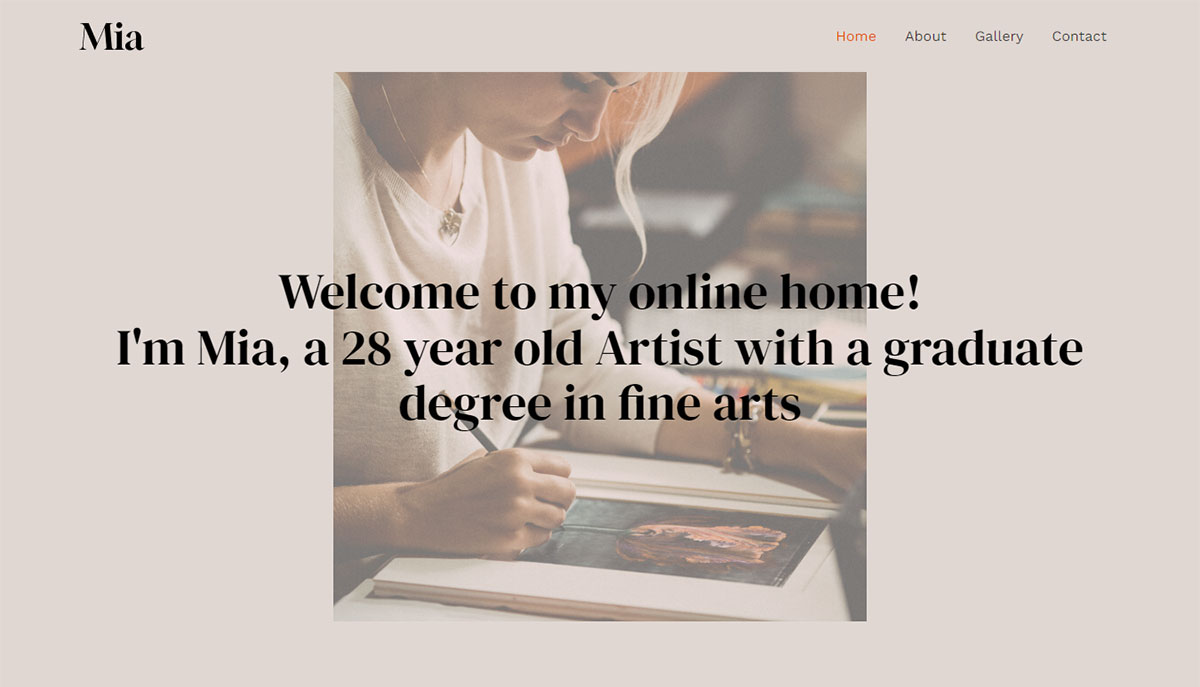 Mia
Home About Gallery Contact
Welcome to my online home!
I'm Mia, a 28 year old Artist with a graduate
degree in fine arts